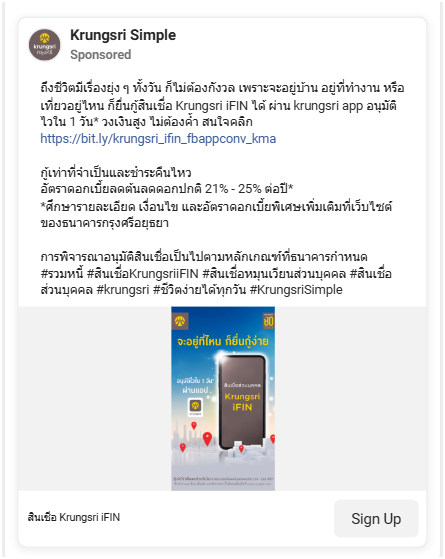 Krungsri Simple
Sponsored
ถึงชีวิตมีเรื่องยุ่ง ๆ ทั้งวัน ก็ไม่ต้องกังวล เพราะจะอยู่บ้าน อยู่ที่ทำงาน หรือ
เที่ยวอยู่ไหน ก็ยื่นกู้สินเชื่อ Krungsri iFIN ได้ ผ่าน krungsri app อนุมัติ
ไวใน 1 วัน* วงเงินสูง ไม่ต้องค้ำ สนใจคลิก
https://bit.ly/krungsri_ifin_fbappconv_kma
กู้เท่าที่จำเป็นและชำระคืนไหว
อัตราดอกเบี้ยลดต้นลดดอกปกติ 21% - 25% ต่อปี*
*ศึกษารายละเอียด เงื่อนไข และอัตราดอกเบี้ยพิเศษเพิ่มเติมที่เว็บไซต์
ของธนาคารกรุงศรีอยุธยา
การพิจารณาอนุมัติสินเชื่อเป็นไปตามหลักเกณฑ์ที่ธนาคารกำหนด
#รวมหนี้ #สินเชื่อKrungsriiFIN #สินเชื่อหมุนเวียนส่วนบุคคล #สินเชื่อ
ส่วนบุคคล #krungsri #ชีวิตง่ายได้ทุกวัน #KrungsriSimple
จะอยู่ที่ไหน ก็ยื่นกู้ง่าย
อนุมัติไวใน 1 วัน*
ผ่านแอป
krungsri
สินเชื่อส่วนบุคคล
Krungsri
iFIN
สินเชื่อ Krungsri iFIN
Sign Up